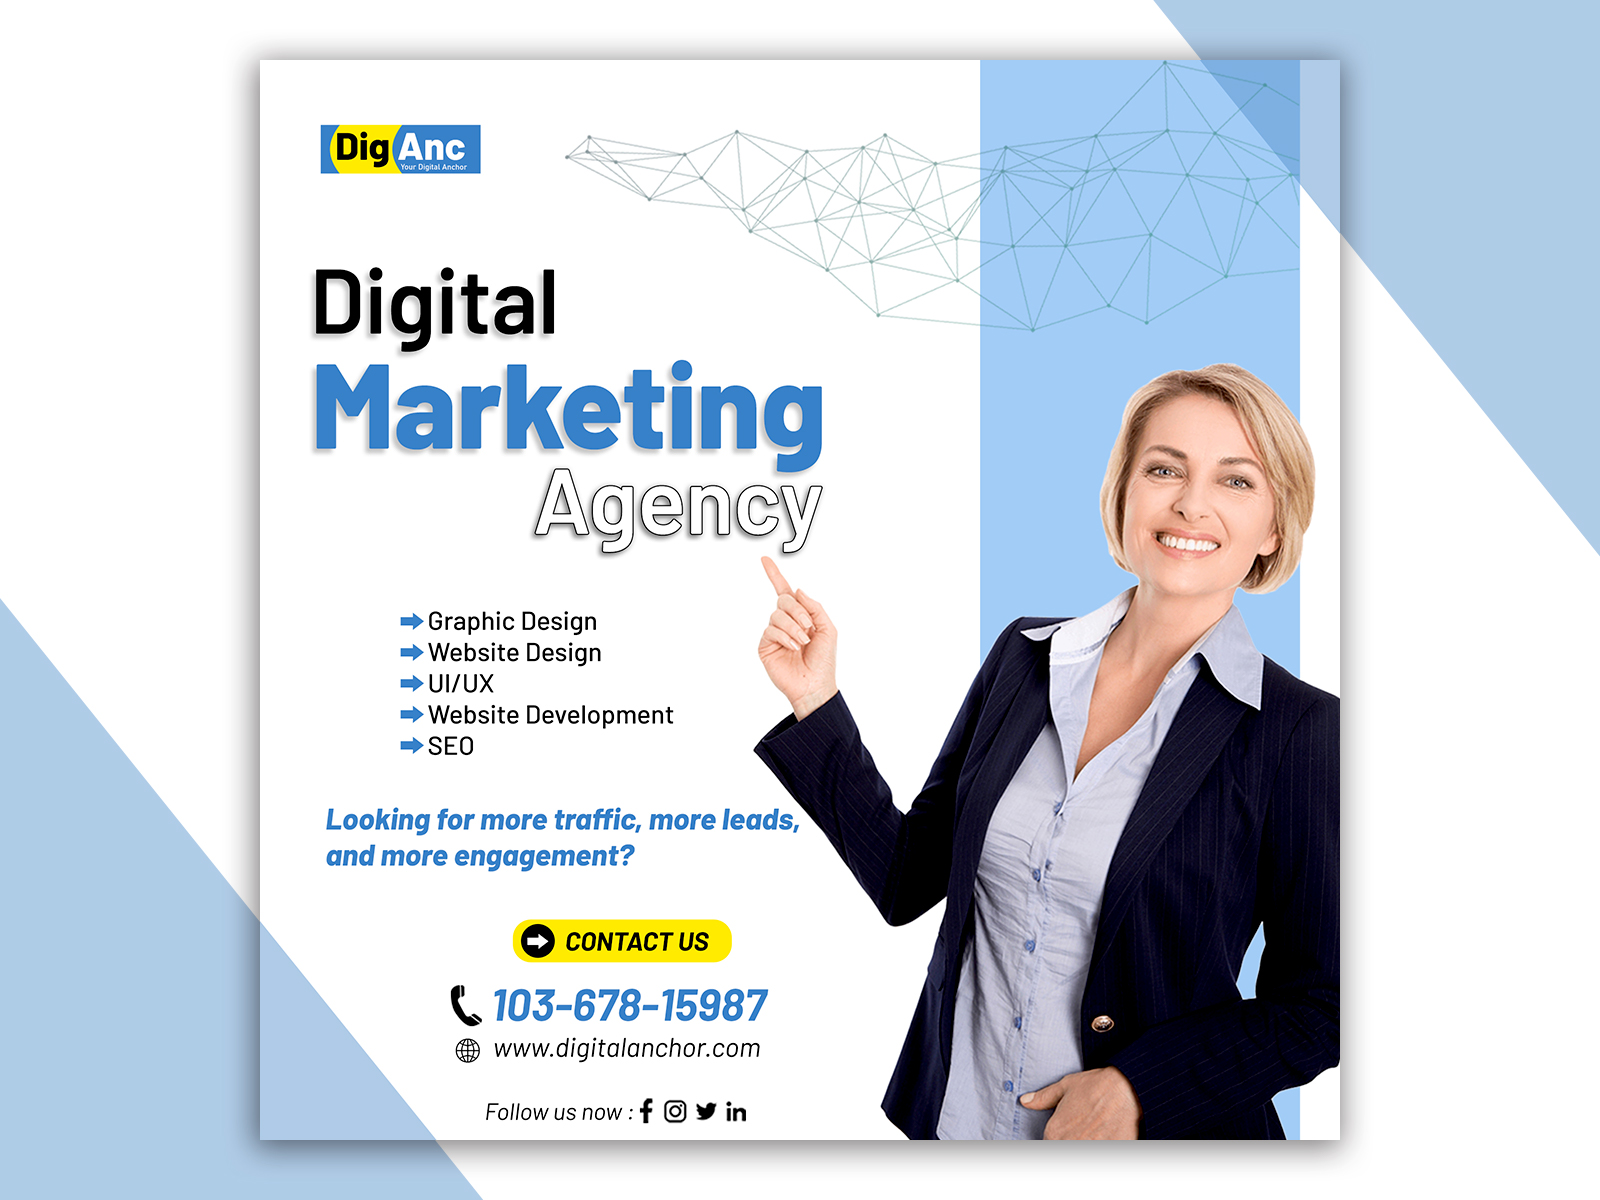 Dig Anc
Your Digital Anchor
Digital
Marketing
Agency
Graphic Design
Website Design
UI/UX
Website Development
SEO
Looking for more traffic, more leads,
and more engagement?
CONTACT US
103-678-15987
www.digitalanchor.com
Follow us now :